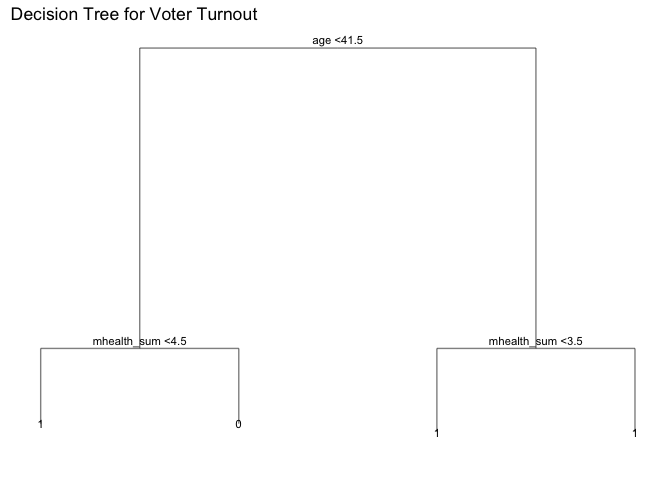 Decision Tree for Voter Turnout
age <41.5
mhealth_sum <4.5
mhealth_sum <3.5
1
0
1
1